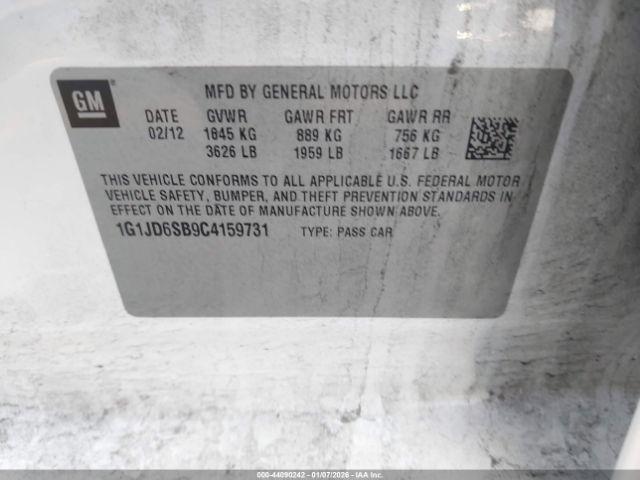 GM
MFD BY GENERAL MOTORS LLC
DATE GVWR GAWR FRT GAWR RR
02/12 1645 KG 889 KG 756 KG
3626 LB 1959 LB 1667 LB
THIS VEHICLE CONFORMS TO ALL APPLICABLE U.S. FEDERAL MOTOR
VEHICLE SAFETY, BUMPER, AND THEFT PREVENTION STANDARDS IN
EFFECT ON THE DATE OF MANUFACTURE SHOWN ABOVE.
1G1JD6SB9C4159731 TYPE: PASS CAR
000-44090242 - 01/07/2026 - IAAI.COM